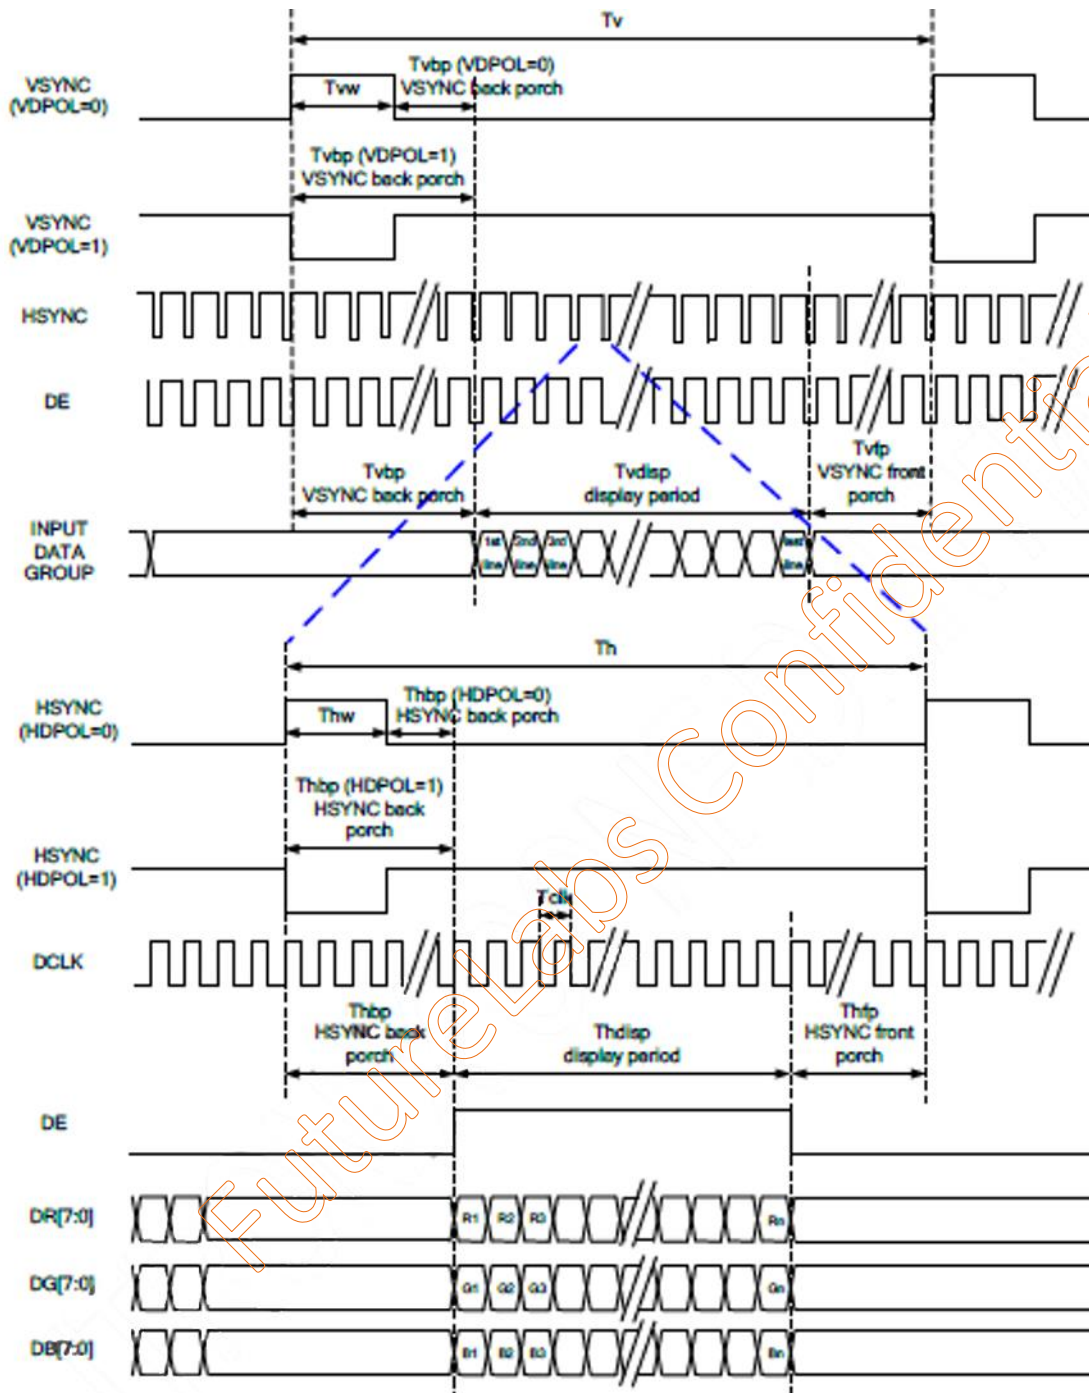 Tv
VSYNC
(VDPOL=0)
Tvw
Tvbp (VDPOL=0)
VSYNC back porch
Tvbp (VDPOL=1)
VSYNC back porch
VSYNC
(VDPOL=1)
HSYNC
DE
Tvbp
VSYNC back porch
Tvdisp
display period
Tvfp
VSYNC front
porch
INPUT
DATA
GROUP
1st
line
2nd
line
3rd
line
last
line
Th
HSYNC
(HDPOL=0)
Thw
Thbp (HDPOL=0)
HSYNC back porch
Thbp (HDPOL=1)
HSYNC back
porch
HSYNC
(HDPOL=1)
Tclk
DCLK
Thbp
HSYNC back
porch
Thdisp
display period
Thfp
HSYNC front
porch
DE
DR[7:0]
R1 R2 R3 Rn
DG[7:0]
G1 G2 G3 Gn
DB[7:0]
B1 B2 B3 Bn
FutureLabs Confidential